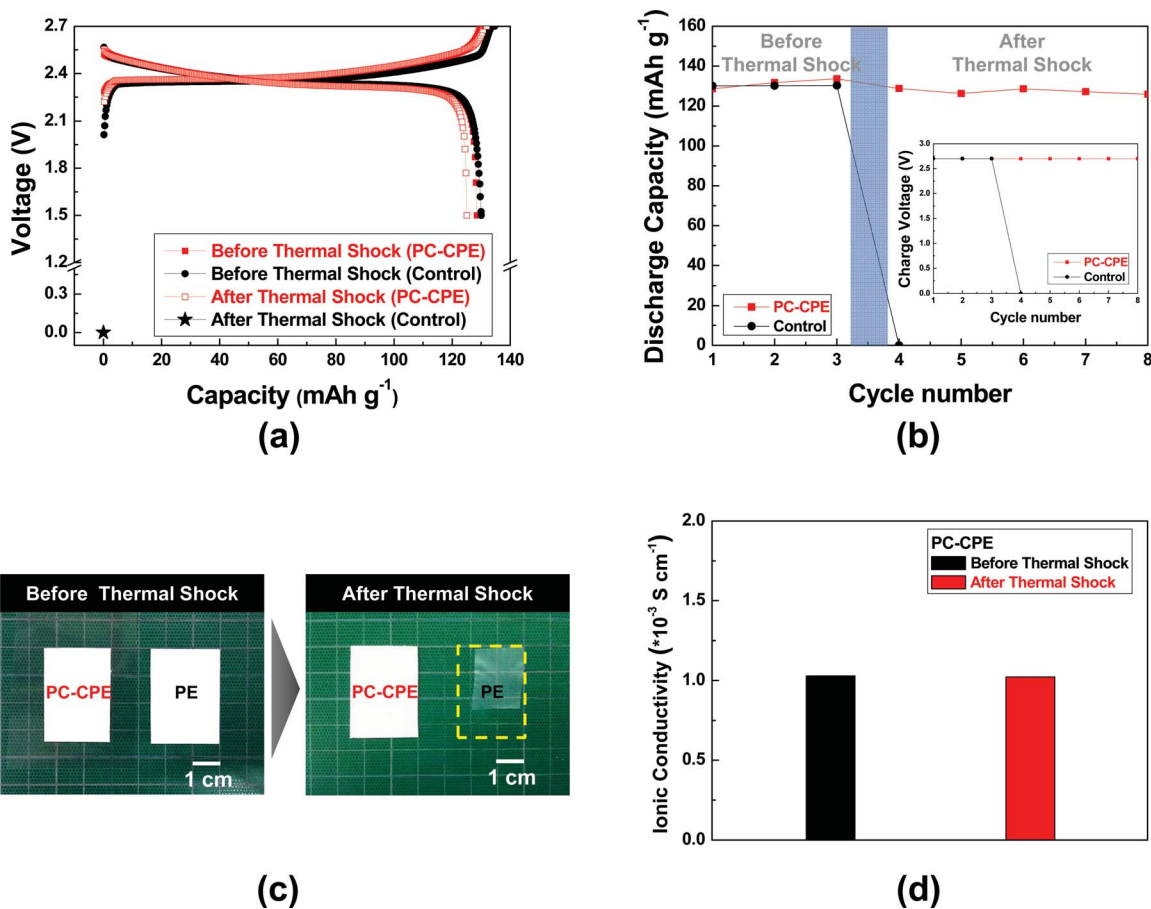 2.7
2.4
2.1
1.8
1.5
1.2
0.3
0.0
Voltage (V)
Before Thermal Shock (PC-CPE)
Before Thermal Shock (Control)
After Thermal Shock (PC-CPE)
After Thermal Shock (Control)
0 20 40 60 80 100 120 140
Capacity (mAh g⁻¹)
(a)
160
140
120
100
80
60
40
20
0
Discharge Capacity (mAh g⁻¹)
Before
Thermal Shock
After
Thermal Shock
PC-CPE
Control
3.0
2.5
2.0
1.5
1.0
0.5
0.0
Charge Voltage (V)
PC-CPE
Control
1 2 3 4 5 6 7 8
Cycle number
1 2 3 4 5 6 7 8
Cycle number
(b)
Before Thermal Shock
PC-CPE
PE
1 cm
After Thermal Shock
PC-CPE
PE
1 cm
(c)
2.0
1.5
1.0
0.5
0.0
Ionic Conductivity (*10⁻³ S cm⁻¹)
PC-CPE
Before Thermal Shock
After Thermal Shock
(d)